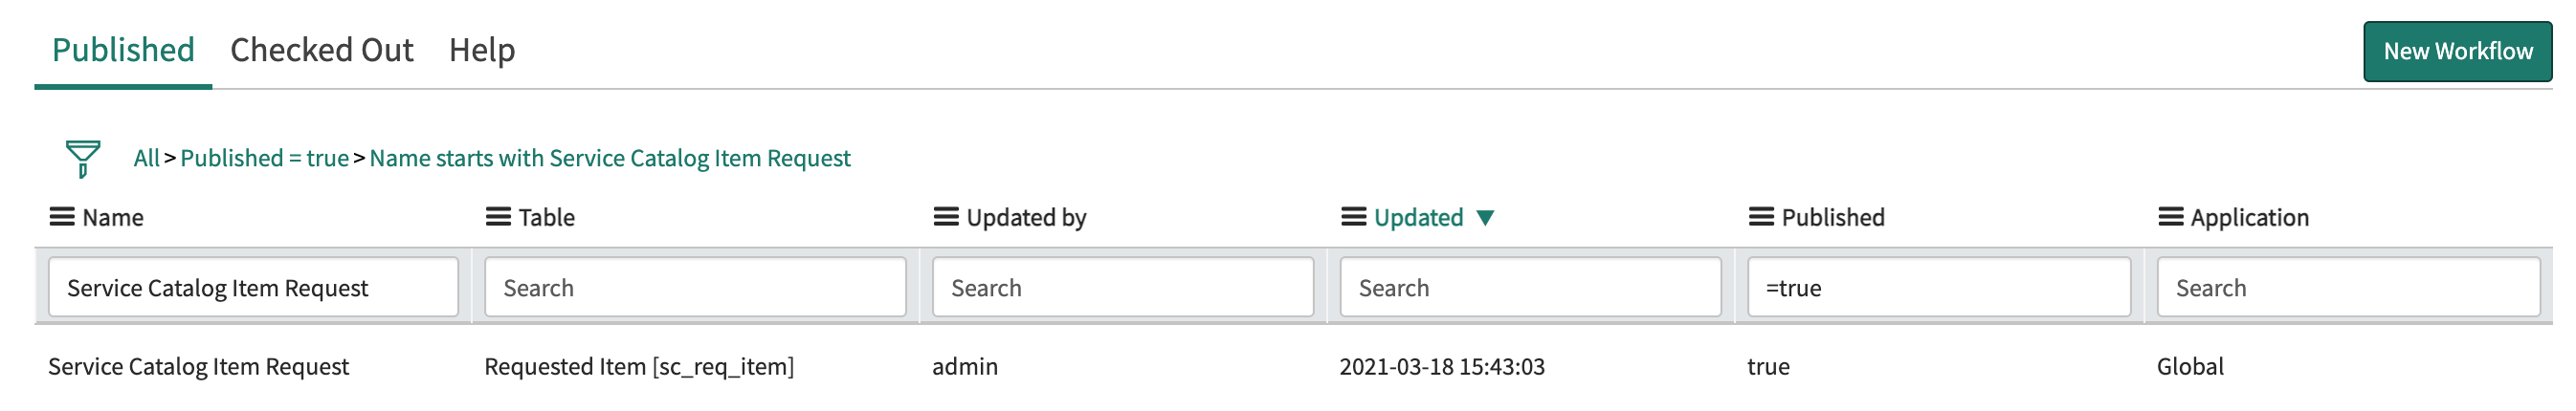 Published Checked Out Help New Workflow
All > Published = true > Name starts with Service Catalog Item Request
Name Table Updated by Updated ▼ Published Application
Service Catalog Item Request Search Search Search =true Search
Service Catalog Item Request Requested Item [sc_req_item] admin 2021-03-18 15:43:03 true Global